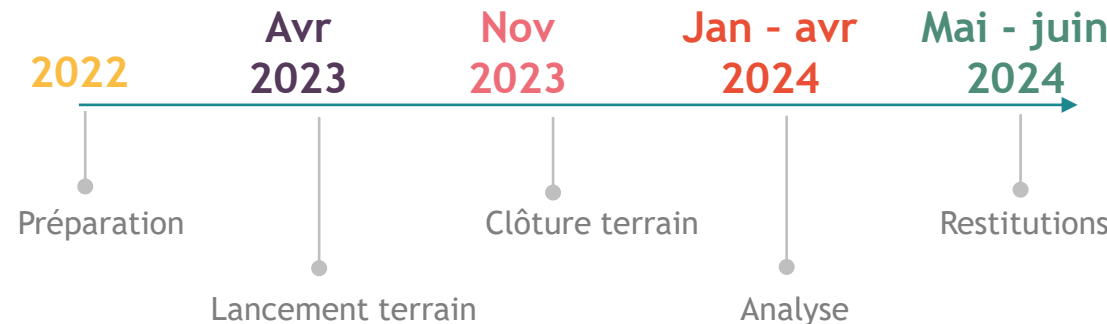 2022
Avr
2023
Nov
2023
Jan – avr
2024
Mai - juin
2024
Préparation
Lancement terrain
Clôture terrain
Analyse
Restitutions